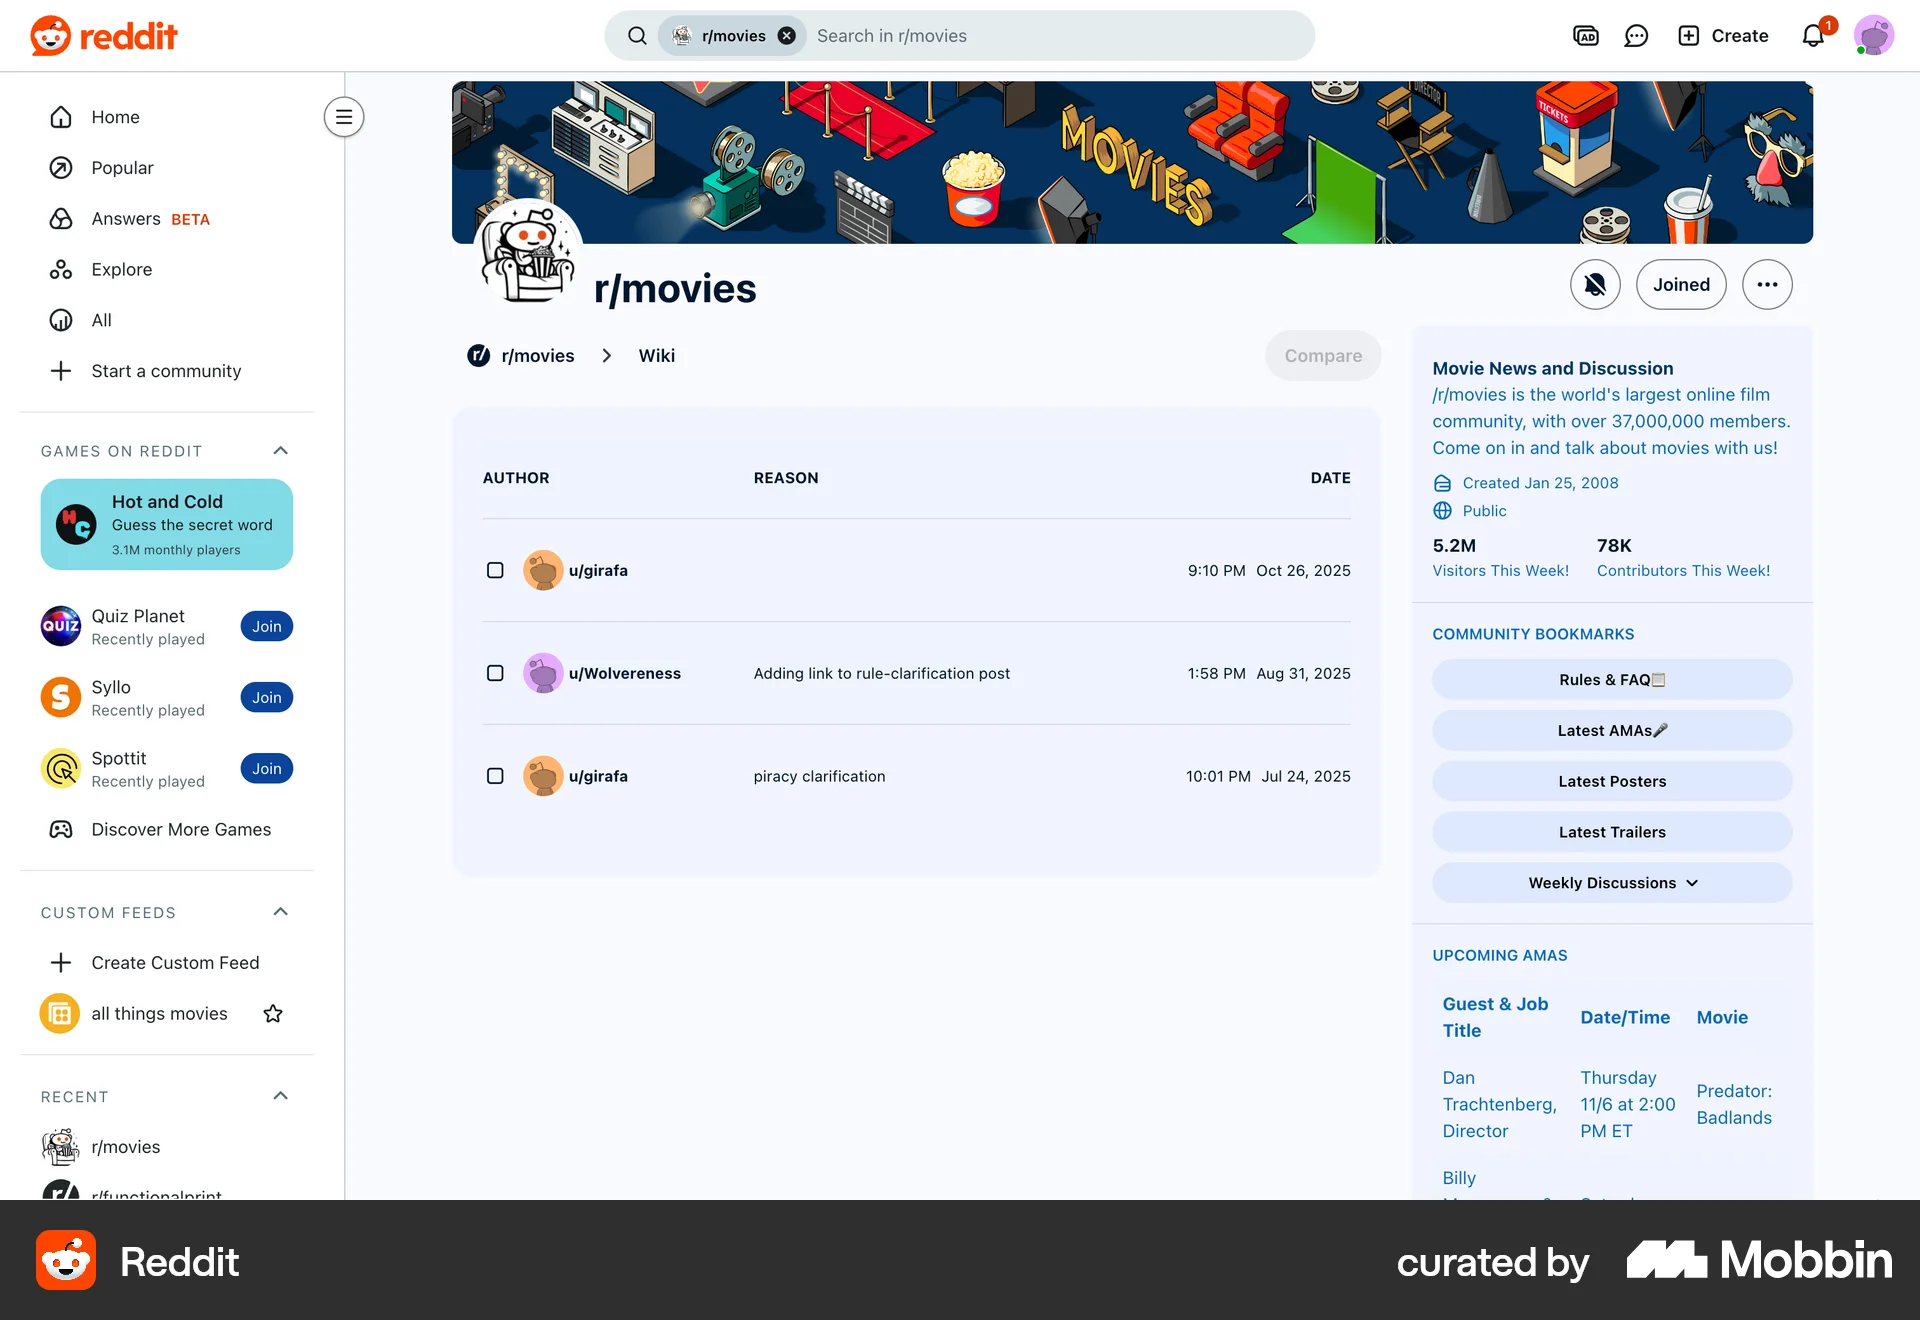 reddit
r/movies
Search in r/movies
AD
Create
1
Home
Popular
Answers BETA
Explore
All
Start a community
GAMES ON REDDIT
Hot and Cold
Guess the secret word
3.1M monthly players
HC
QUIZ
Quiz Planet
Recently played
Join
S
Syllo
Recently played
Join
Spottit
Recently played
Join
Discover More Games
CUSTOM FEEDS
Create Custom Feed
all things movies
RECENT
r/movies
r/
r/functionalprint
MOVIES
DIRECTOR
TICKETS
r/movies
Joined
r/ r/movies
Wiki
Compare
AUTHOR REASON DATE
u/girafa 9:10 PM Oct 26, 2025
u/Wolvereness Adding link to rule-clarification post 1:58 PM Aug 31, 2025
u/girafa piracy clarification 10:01 PM Jul 24, 2025
Movie News and Discussion
/r/movies is the world's largest online film
community, with over 37,000,000 members.
Come on in and talk about movies with us!
Created Jan 25, 2008
Public
5.2M 78K
Visitors This Week! Contributors This Week!
COMMUNITY BOOKMARKS
Rules & FAQ📋
Latest AMAs🎤
Latest Posters
Latest Trailers
Weekly Discussions
UPCOMING AMAS
Guest & Job
Title
Date/Time
Movie
Dan
Trachtenberg,
Director
Thursday
11/6 at 2:00
PM ET
Predator:
Badlands
Billy
Reddit
curated by
Mobbin